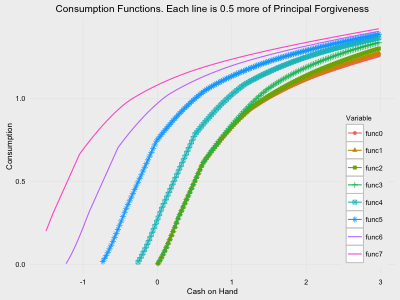 Consumption Functions. Each line is 0.5 more of Principal Forgiveness
Consumption
1.0
0.5
0.0
-1
0
1
2
3
Cash on Hand
Variable
func0
func1
func2
func3
func4
func5
func6
func7